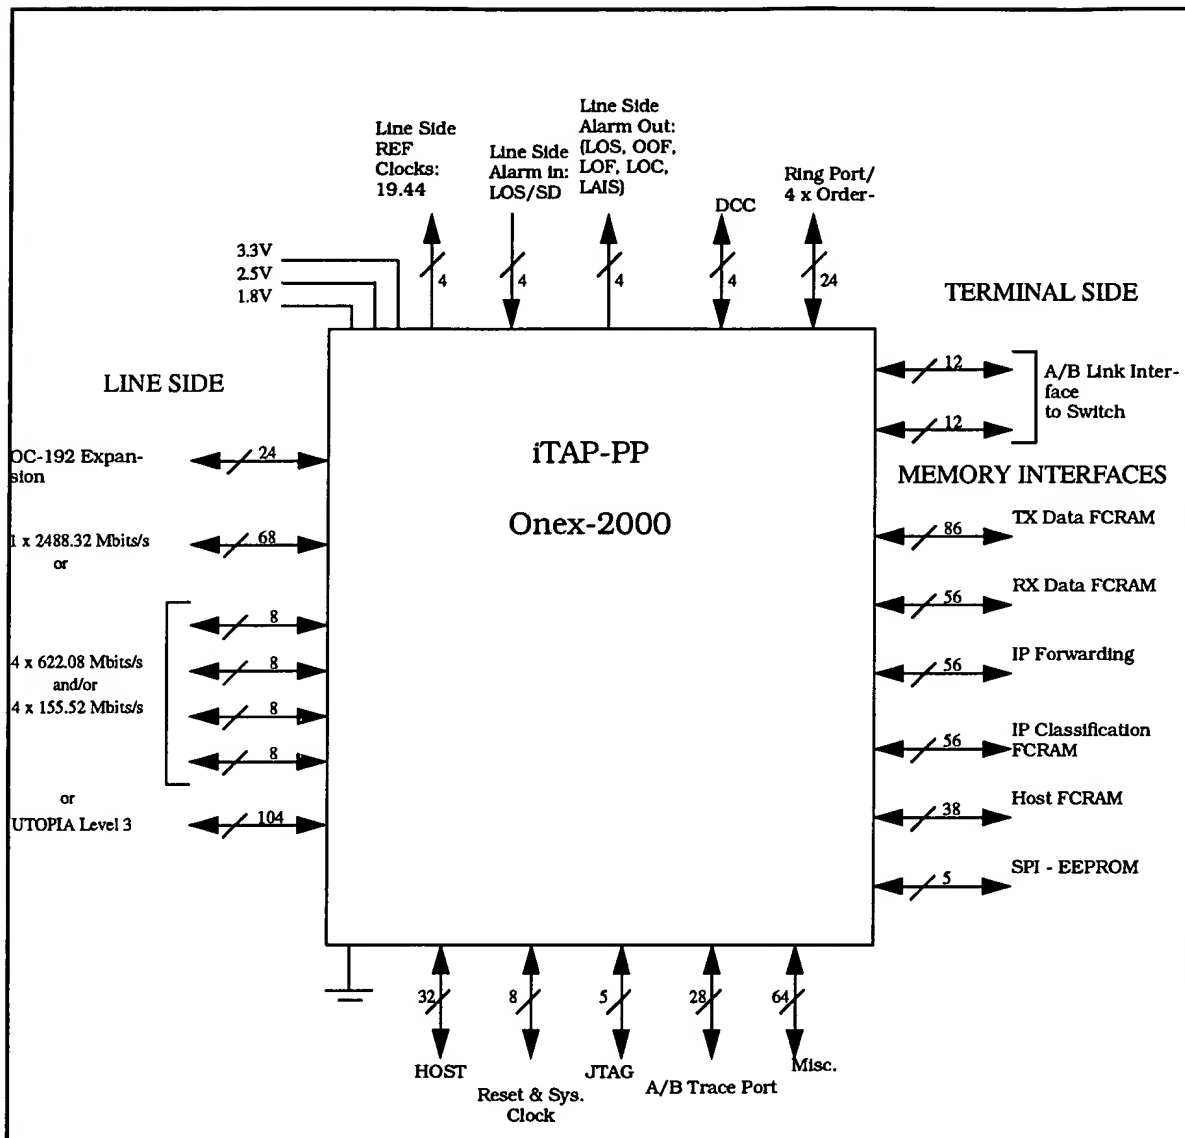 Line Side
REF
Clocks:
19.44
Line Side
Alarm in:
LOS/SD
Line Side
Alarm Out:
(LOS, OOF,
LOF, LOC,
LAIS)
DCC
Ring Port/
4 x Order-
4
4
4
4
24
3.3V
2.5V
1.8V
TERMINAL SIDE
LINE SIDE
12
12
A/B Link Inter-
face
to Switch
iTAP-PP
Onex-2000
OC-192 Expan-
sion
24
1 x 2488.32 Mbits/s
68
or
8
4 x 622.08 Mbits/s
8
and/or
4 x 155.52 Mbits/s
8
8
or
UTOPIA Level 3
104
MEMORY INTERFACES
86
TX Data FCRAM
56
RX Data FCRAM
56
IP Forwarding
56
IP Classification
FCRAM
38
Host FCRAM
5
SPI - EEPROM
32
8
5
28
64
HOST
Reset & Sys.
Clock
JTAG
A/B Trace Port
Misc.